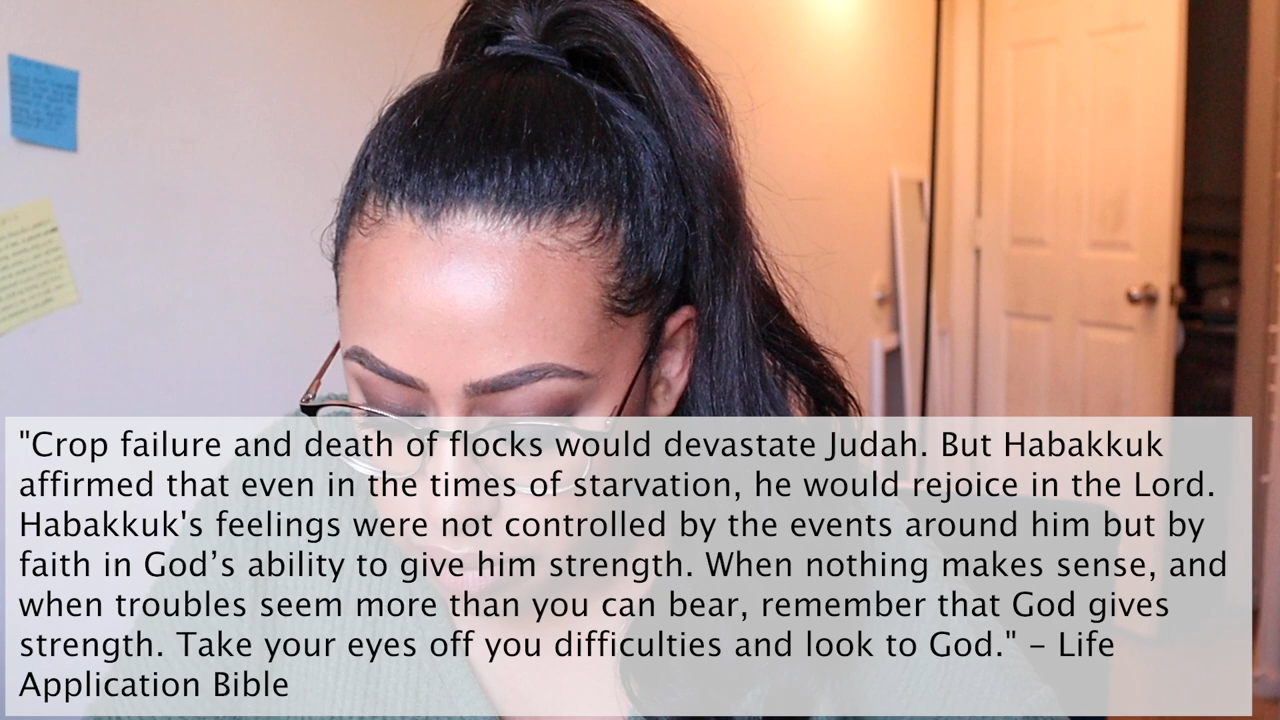 "Crop failure and death of flocks would devastate Judah. But Habakkuk
affirmed that even in the times of starvation, he would rejoice in the Lord.
Habakkuk's feelings were not controlled by the events around him but by
faith in God’s ability to give him strength. When nothing makes sense, and
when troubles seem more than you can bear, remember that God gives
strength. Take your eyes off you difficulties and look to God." – Life
Application Bible